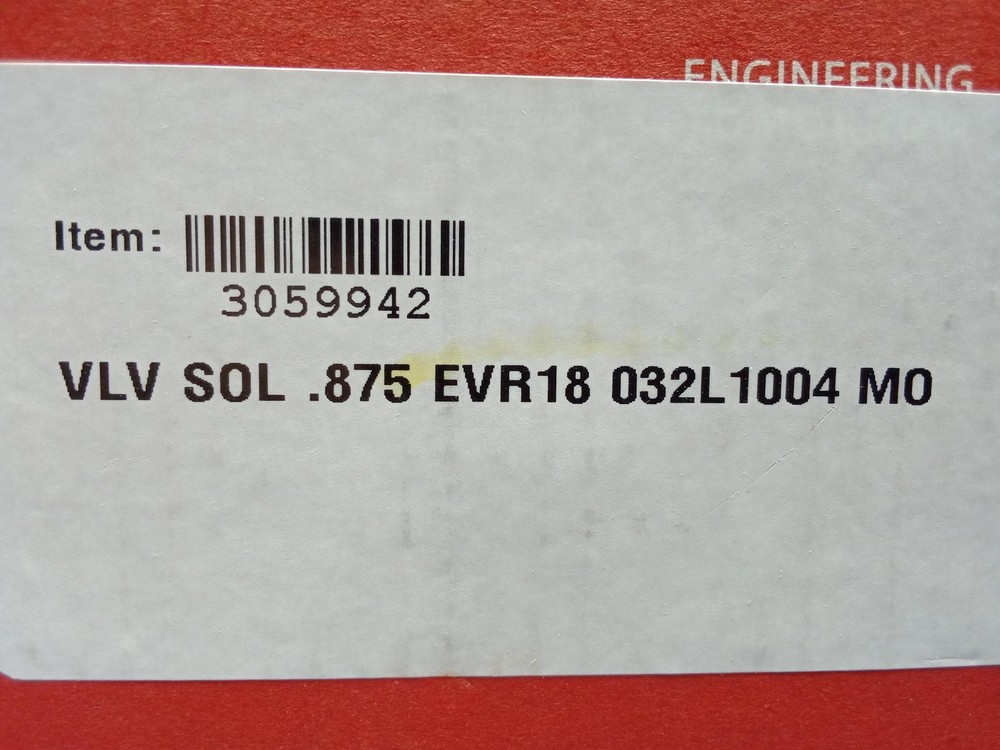 ENGINEERING
Item:
3059942
VLV SOL .875 EVR18 032L1004 MO